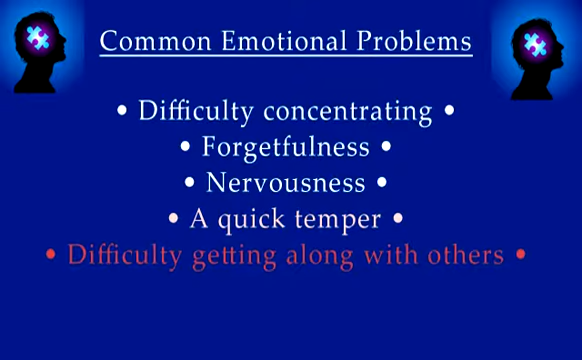 Common Emotional Problems
• Difficulty concentrating •
• Forgetfulness •
• Nervousness •
• A quick temper •
• Difficulty getting along with others •